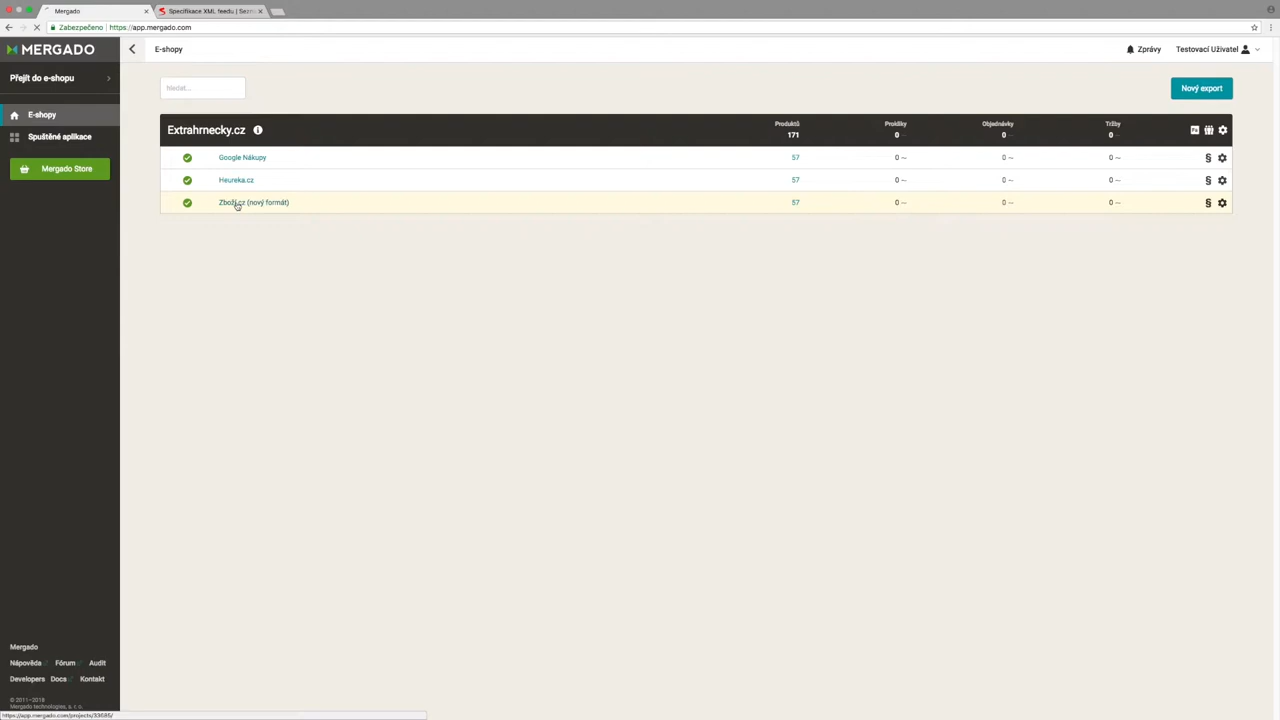 Mergado
Specifikace XML feedu | Sezn
Zabezpečeno
https://app.mergado.com
MERGADO
E-shopy
Zprávy
Testovací Uživatel
Přejít do e-shopu
hledat...
Nový export
E-shopy
Spuštěné aplikace
Mergado Store
Extrahrnecky.cz
Produktů
171
Prokliky
0
Objednávky
0
Tržby
0
Google Nákupy 57 0 0 0 §
Heureka.cz 57 0 0 0 §
Zboží.cz (nový formát) 57 0 0 0 §
Mergado
Nápověda Fórum Audit
Developers Docs Kontakt
Mergado technologies, s. r. o.
https://app.mergado.com/projects/33685/